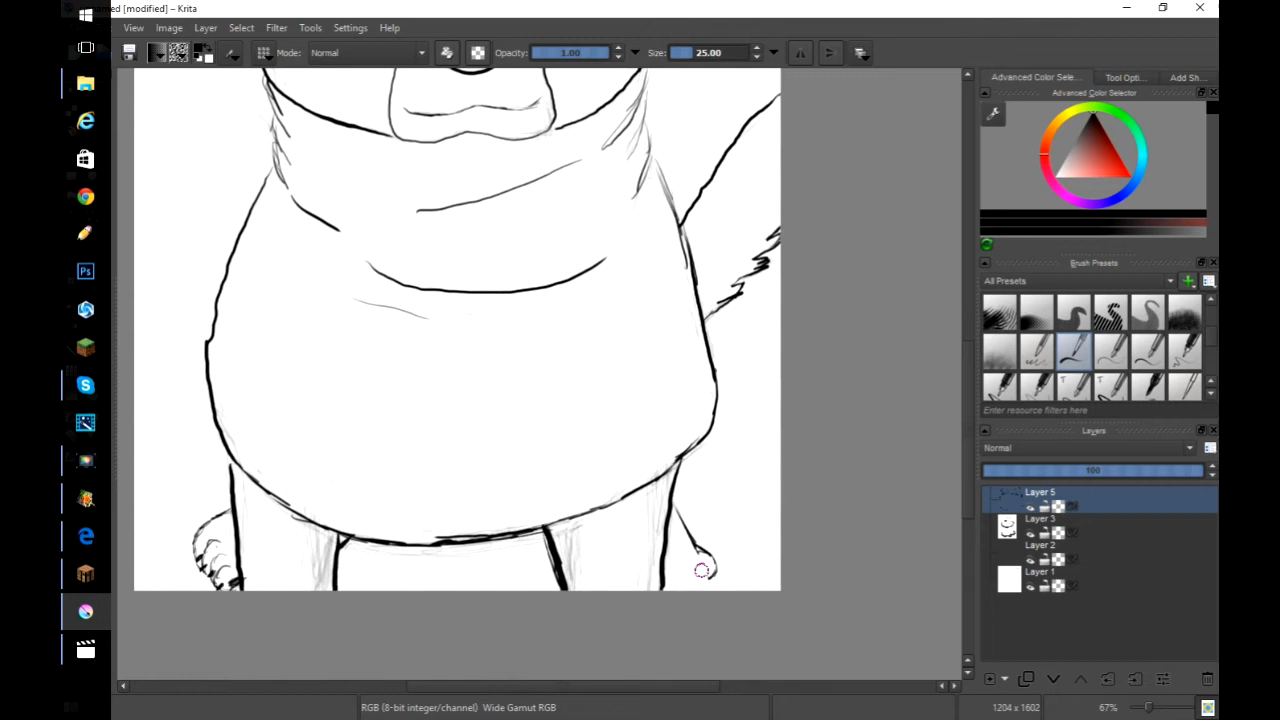 named [modified] – Krita
View Image Layer Select Filter Tools Settings Help
Mode: Normal Opacity: 1.00 Size: 25.00
Advanced Color Sele... Tool Opti... Add Sh...
Advanced Color Selector
Brush Presets
All Presets
Enter resource filters here
Layers
Normal
100
Layer 5
Layer 3
Layer 2
Layer 1
RGB (8-bit integer/channel) Wide Gamut RGB
1204 x 1602 67%
Ps